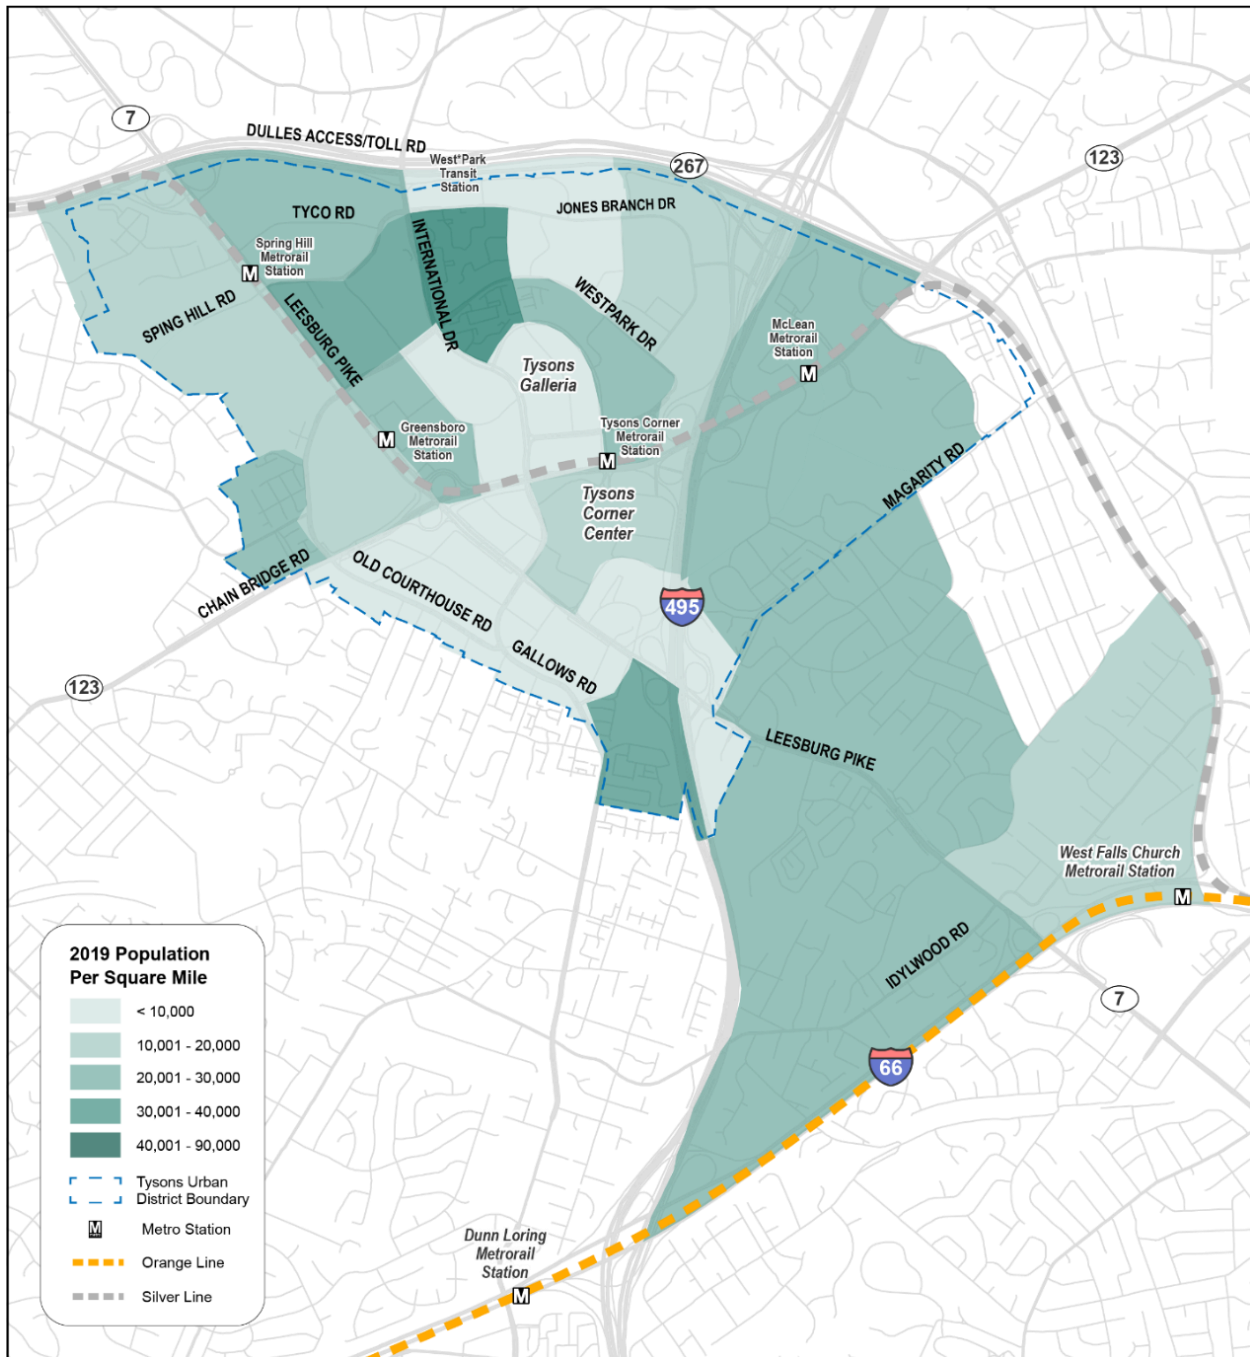 7
DULLES ACCESS/TOLL RD
West*Park
Transit
Station
267
123
TYCO RD
JONES BRANCH DR
INTERNATIONAL DR
Spring Hill
Metrorail
Station
M
SPING HILL RD
LEESBURG PIKE
WESTPARK DR
McLean
Metrorail
Station
M
Tysons
Galleria
Greensboro
Metrorail
Station
M
Tysons Corner
Metrorail
Station
M
MAGARITY RD
Tysons
Corner
Center
CHAIN BRIDGE RD
OLD COURTHOUSE RD
495
GALLOWS RD
123
LEESBURG PIKE
West Falls Church
Metrorail Station
M
IDYLWOOD RD
7
66
2019 Population
Per Square Mile
< 10,000
10,001 - 20,000
20,001 - 30,000
30,001 - 40,000
40,001 - 90,000
Tysons Urban
District Boundary
M
Metro Station
Orange Line
Silver Line
Dunn Loring
Metrorail
Station
M